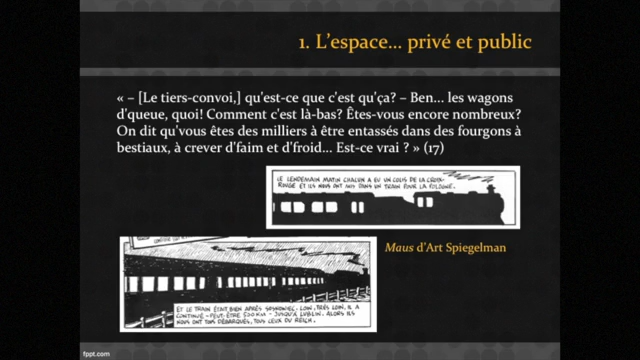 1. L'espace... privé et public
« – [Le tiers-convoi,] qu'est-ce que c'est qu'ça? – Ben... les wagons
d'queue, quoi! Comment c'est là-bas? Êtes-vous encore nombreux?
On dit qu'vous êtes des milliers à être entassés dans des fourgons à
bestiaux, à crever d'faim et d'froid... Est-ce vrai ? » (17)
LE LENDEMAIN MATIN CHACUN A EU UN COLIS DE LA CROIX-
ROUGE ET ILS NOUS ONT MIS DANS UN TRAIN POUR LA POLOGNE.
Maus d'Art Spiegelman
ET LE TRAIN ÉTAIT BIEN APRÈS SOSNOWIEC. LOIN, TRÈS LOIN, IL A
CONTINUÉ - PEUT-ÊTRE 500 KM - JUSQU'À LUBLIN. ALORS ILS
NOUS ONT TOUS DÉBARQUÉS, TOUS CEUX DU REICH.
fppt.com